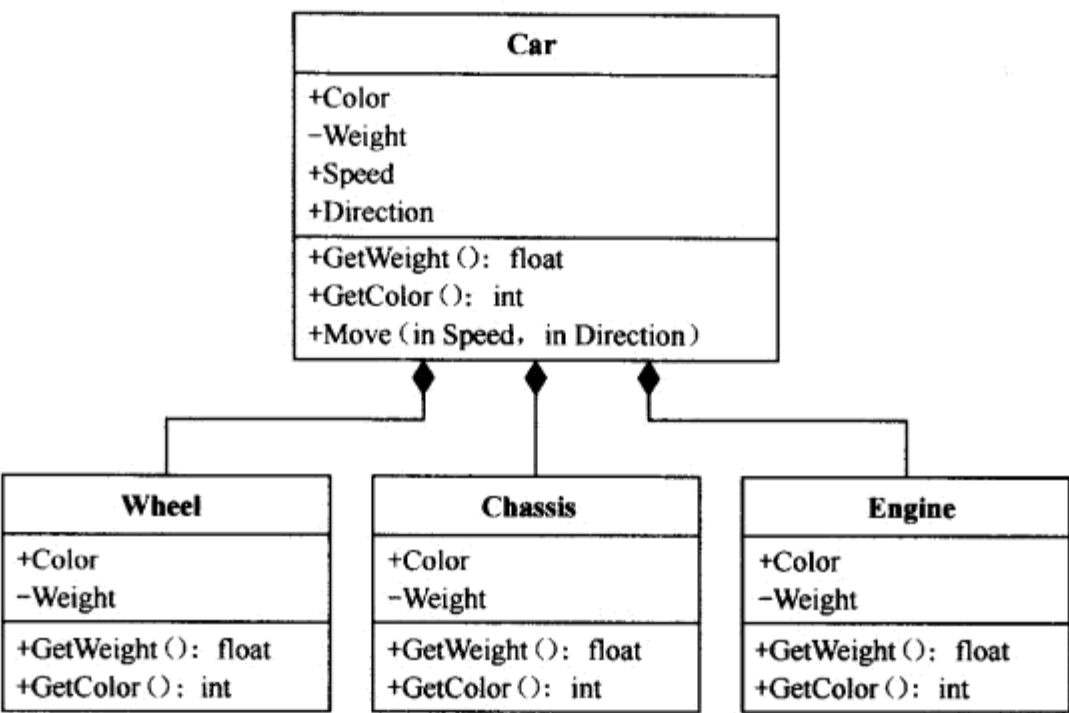 Car
+Color
-Weight
+Speed
+Direction
+GetWeight（）：float
+GetColor（）：int
+Move（in Speed，in Direction）
Wheel
+Color
-Weight
+GetWeight（）：float
+GetColor（）：int
Chassis
+Color
-Weight
+GetWeight（）：float
+GetColor（）：int
Engine
+Color
-Weight
+GetWeight（）：float
+GetColor（）：int